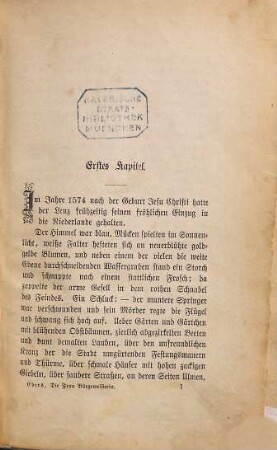 BAYERISCHE
STAATS-
BIBLIOTHEK
MUENCHEN
Erstes Kapitel.
Im Jahre 1574 nach der Geburt Jesu Christi hatte
der Lenz frühzeitig seinen fröhlichen Einzug in
die Niederlande gehalten.
Der Himmel war blau, Mücken spielten im Sonnen-
licht, weiße Falter hefteten sich an neuerblühte gold-
gelbe Blumen, und neben einem der vielen die weite
Ebene durchschneidenden Wassergraben stand ein Storch
und schnappte nach einem stattlichen Frosch; da
zappelte der arme Gesell in dem rothen Schnabel
des Feindes. Ein Schluck: — der muntere Springer
war verschwunden und sein Mörder regte die Flügel
und schwang sich hoch auf. Ueber Gärten und Gärtchen
mit blühenden Obstbäumen, zierlich abgezirkelten Beeten
und bunt bemalten Lauben, über den unfreundlichen
Kranz der die Stadt umgürtenden Festungsmauern
und Thürme, über schmale Häuser mit hohen zackigen
Giebeln, über saubere Straßen, an deren Seiten Ulmen,
Ebers, Die Frau Bürgemeisterin. 1